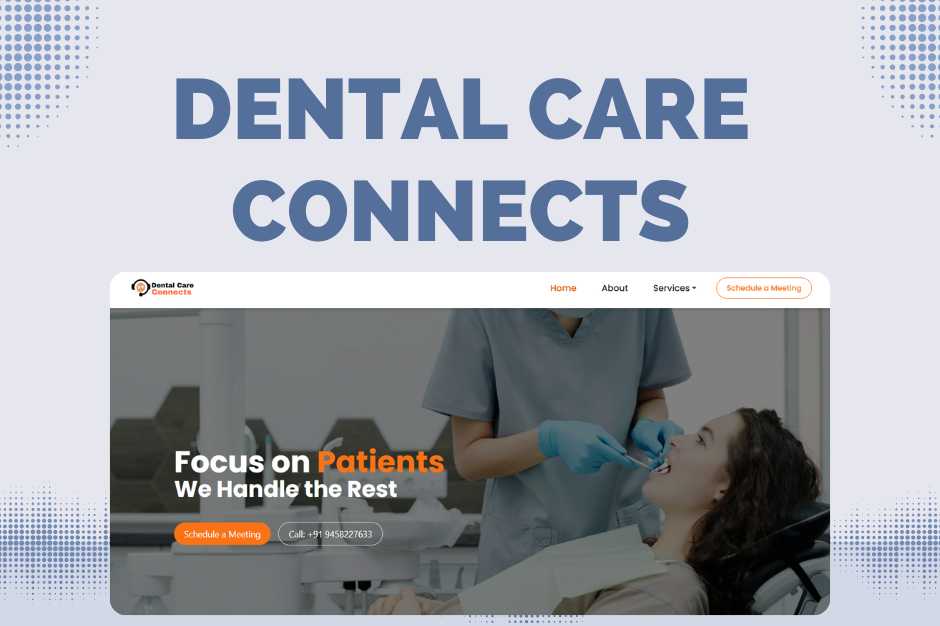 DENTAL CARE
CONNECTS
Dental Care
Connects
Home About Services Schedule a Meeting
Focus on Patients
We Handle the Rest
Schedule a Meeting Call: +91 9458227633